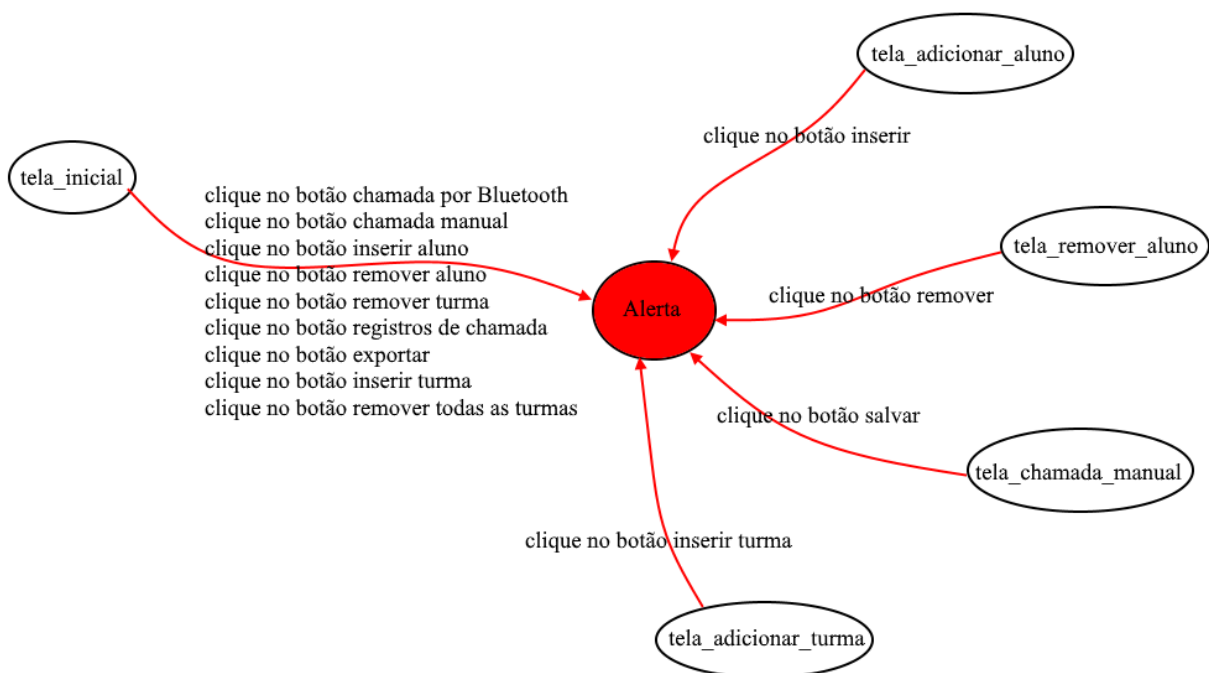 tela_adicionar_aluno
clique no botão inserir
tela_inicial
clique no botão chamada por Bluetooth
clique no botão chamada manual
clique no botão inserir aluno
clique no botão remover aluno
clique no botão remover turma
clique no botão registros de chamada
clique no botão exportar
clique no botão inserir turma
clique no botão remover todas as turmas
tela_remover_aluno
clique no botão remover
Alerta
clique no botão salvar
tela_chamada_manual
clique no botão inserir turma
tela_adicionar_turma